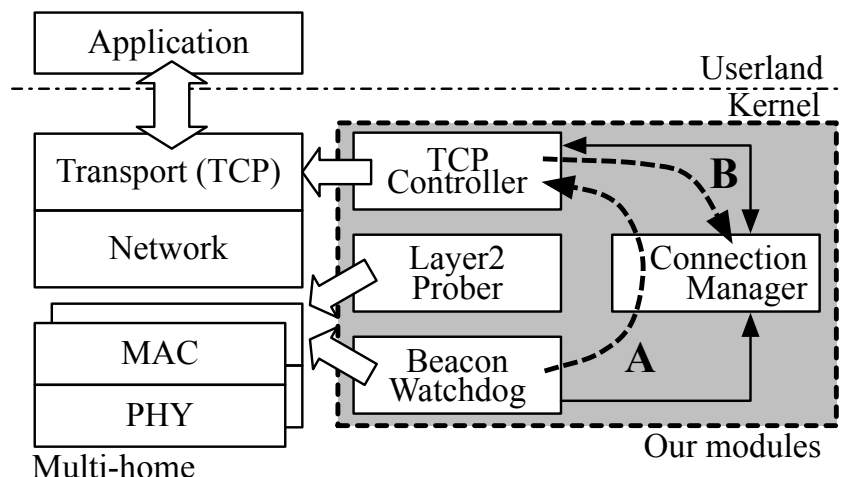 Application
Userland
Kernel
Transport (TCP)
TCP
Controller
B
Network
Layer2
Prober
Connection
Manager
MAC
Beacon
Watchdog
A
PHY
Our modules
Multi-home